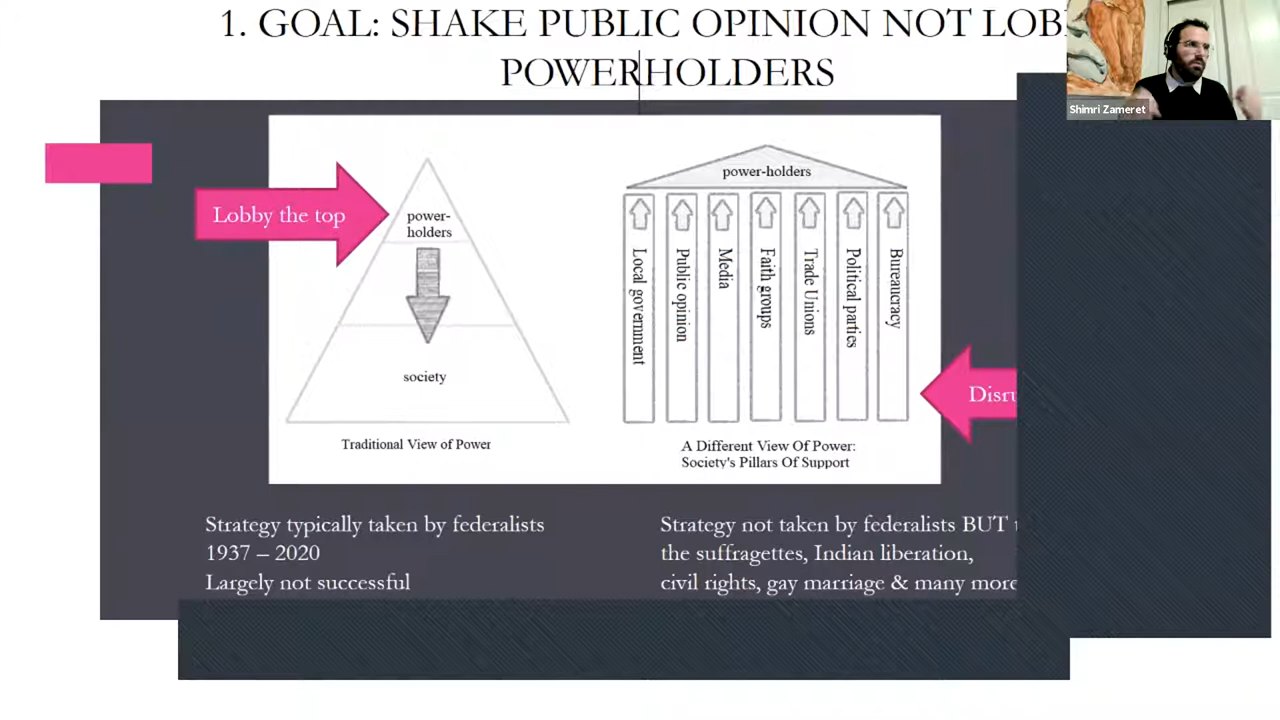 1. GOAL: SHAKE PUBLIC OPINION NOT LOB
POWERHOLDERS
Shimri Zameret
Lobby the top
power-
holders
society
Traditional View of Power
power-holders
Local government
Public opinion
Media
Faith groups
Trade Unions
Political parties
Bureaucracy
A Different View Of Power:
Society's Pillars Of Support
Strategy typically taken by federalists
1937 – 2020
Largely not successful
Strategy not taken by federalists BUT
the suffragettes, Indian liberation,
civil rights, gay marriage & many more